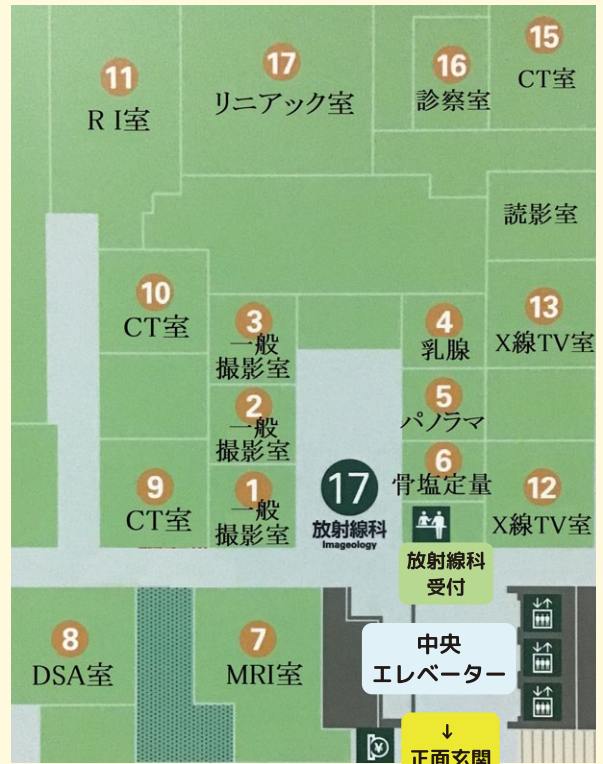 11
RI室
17
リニアック室
16
診察室
15
CT室
読影室
10
CT室
3
一般
撮影室
4
乳腺
13
X線TV室
2
一般
撮影室
5
パノラマ
9
CT室
1
一般
撮影室
17
放射線科
Imageology
6
骨塩定量
12
X線TV室
放射線科
受付
8
DSA室
7
MRI室
中央
エレベーター
↓
正面玄関
¥